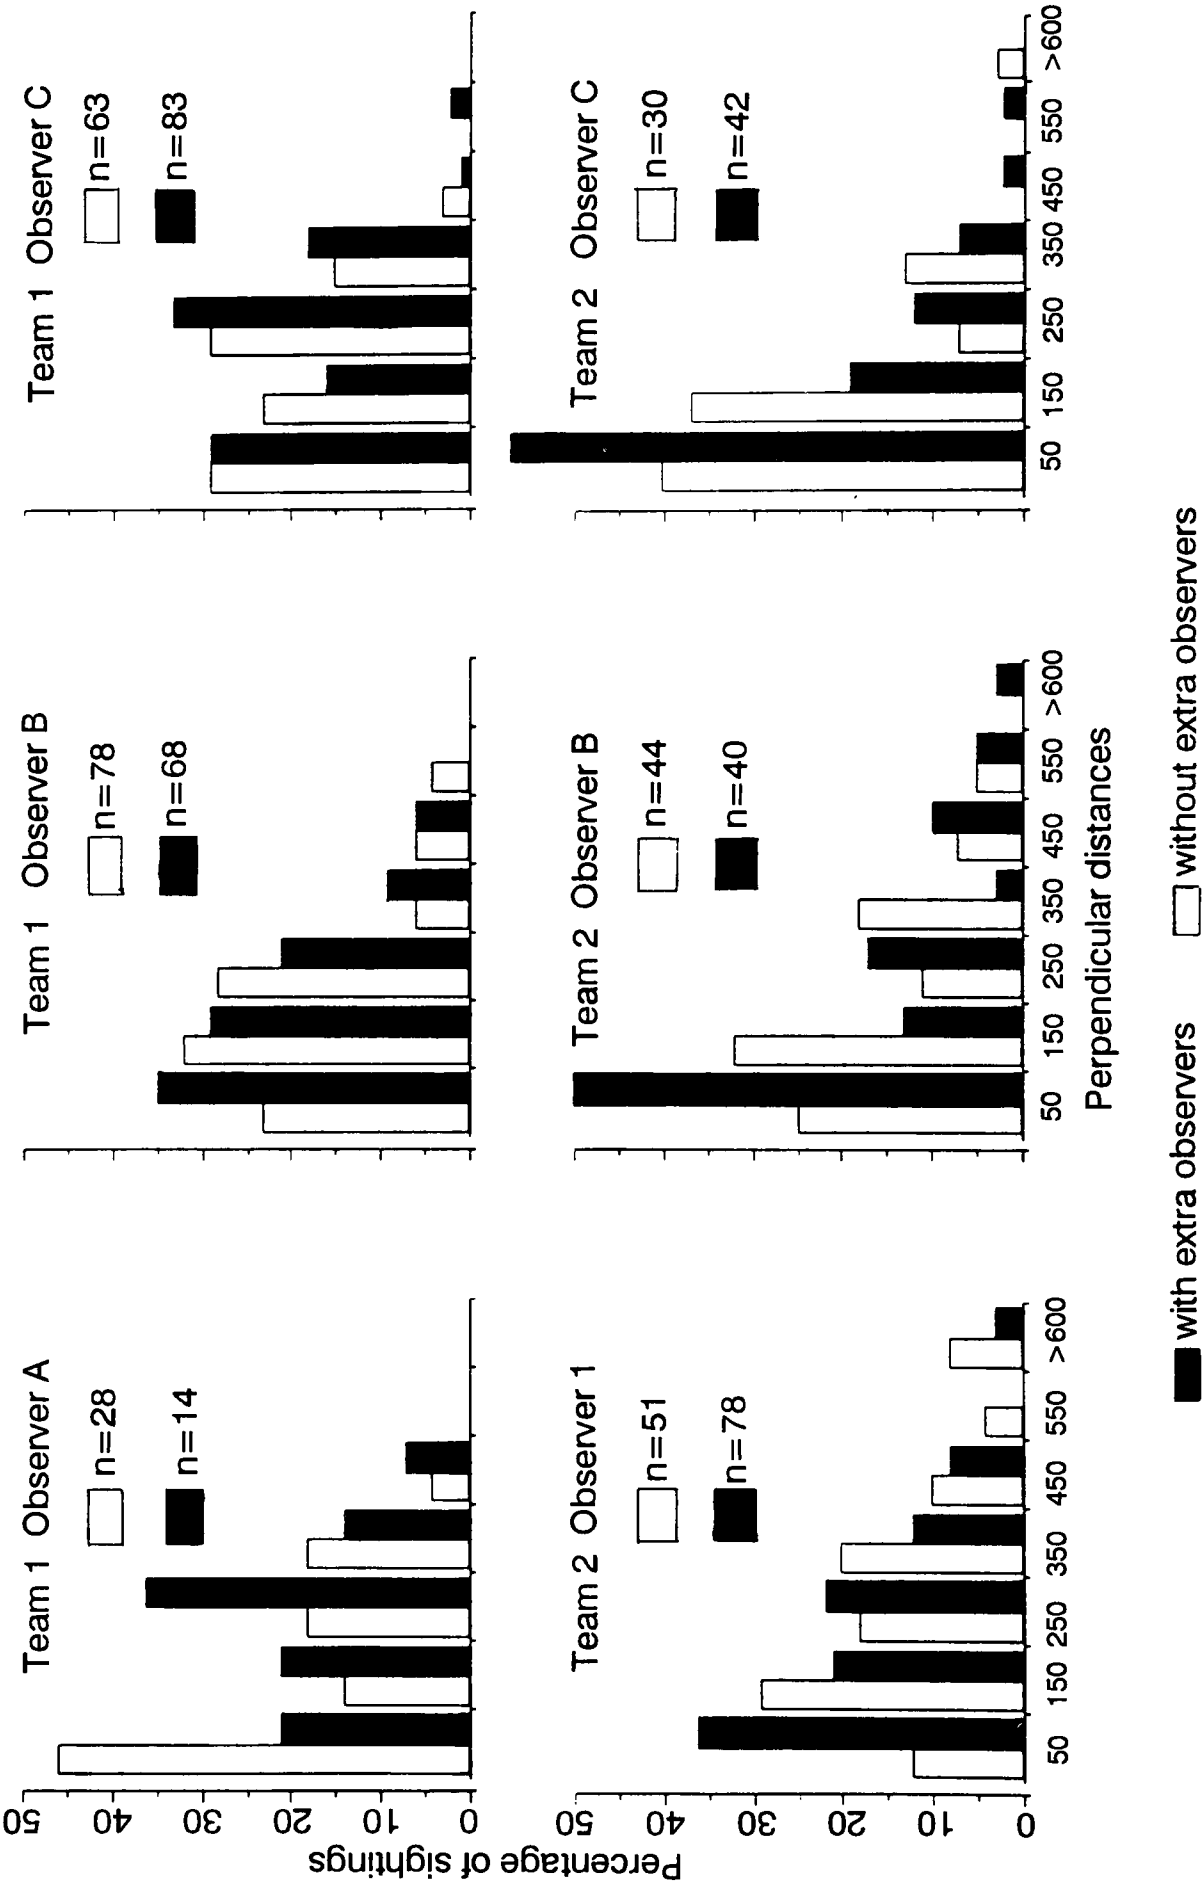 Team 1 Observer A
n=28
n=14
Team 1 Observer B
n=78
n=68
Team 1 Observer C
n=63
n=83
50
40
30
20
10
0
Percentage of sightings
Team 2 Observer 1
n=51
n=78
Team 2 Observer B
n=44
n=40
Team 2 Observer C
n=30
n=42
50
40
30
20
10
0
50 150 250 350 450 550 >600
50 150 250 350 450 550 >600
50 150 250 350 450 550 >600
Perpendicular distances
with extra observers
without extra observers